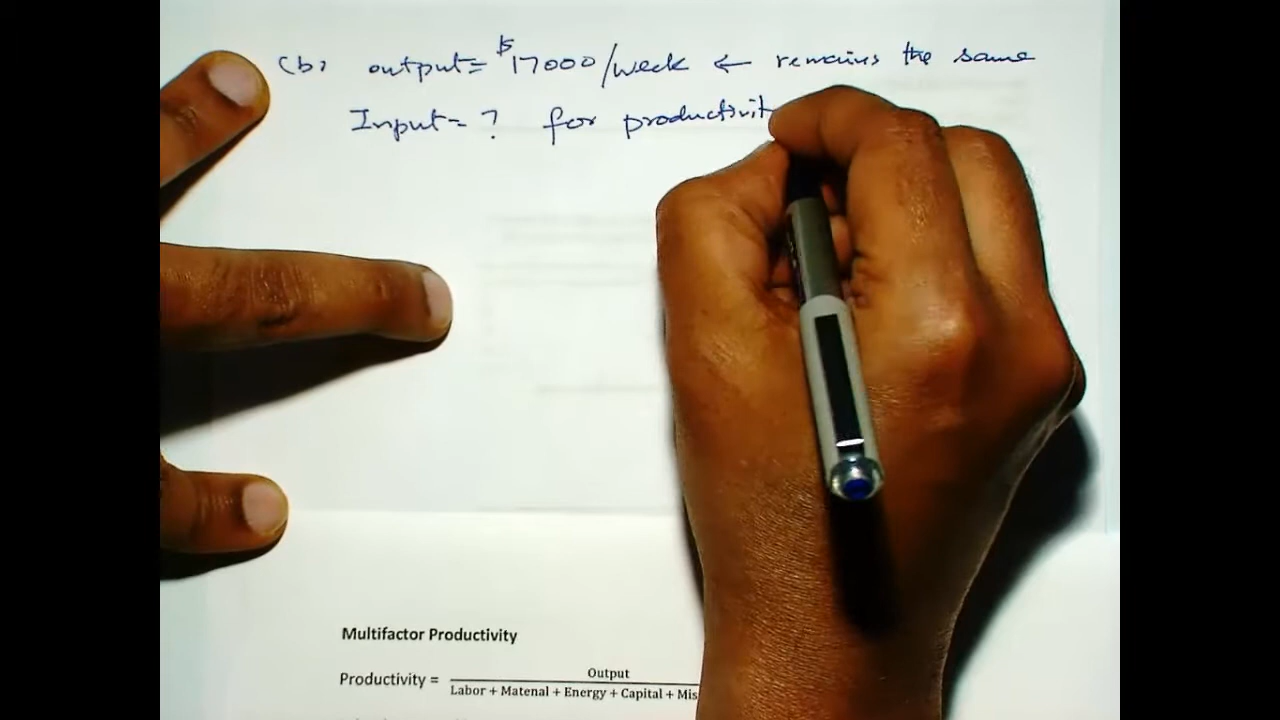 (b) output = $17000/week ← remains the same
Input = ? for productivit
Multifactor Productivity
Productivity = Output
Labor + Matenal + Energy + Capital + Mis